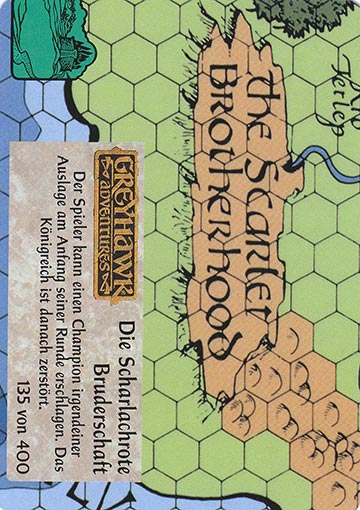 the Scarlet
Brotherhood
GREYHAWK
ADVENTURES
Die Scharlachrote
Bruderschaft
Der Spieler kann einen Champion irgendeiner
Auslage am Anfang seiner Runde erschlagen. Das
Königreich ist danach zerstört.
135 von 400